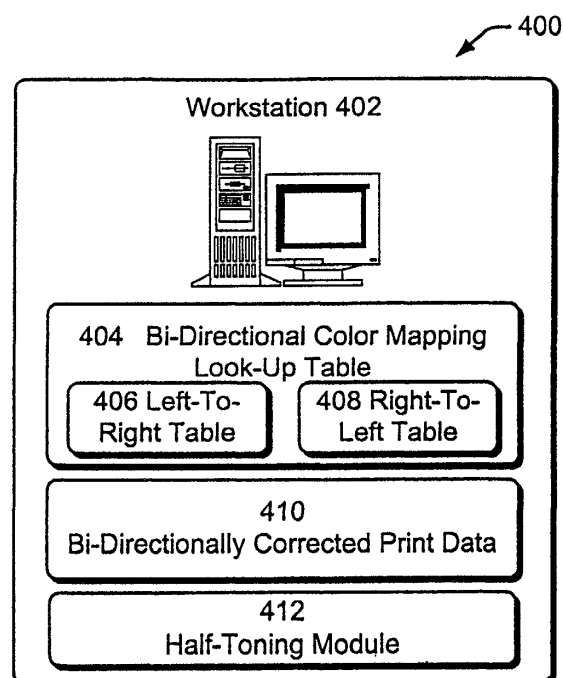 400
Workstation 402
404 Bi-Directional Color Mapping
Look-Up Table
406 Left-To-
Right Table
408 Right-To-
Left Table
410
Bi-Directionally Corrected Print Data
412
Half-Toning Module